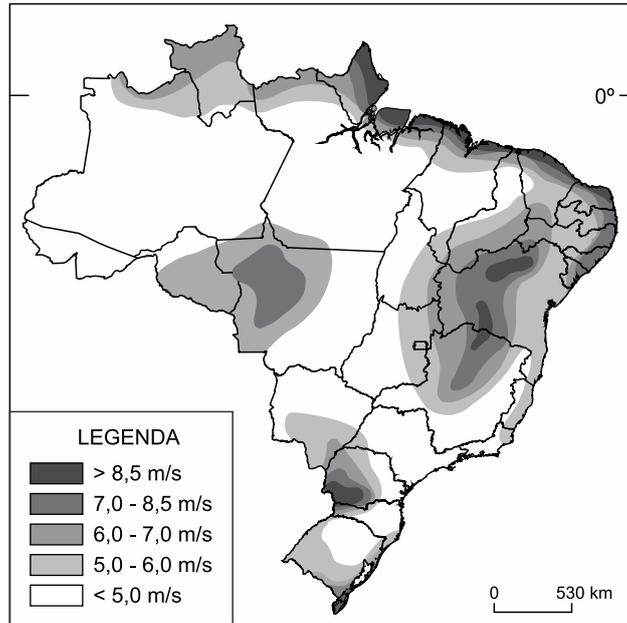 0º
LEGENDA
> 8,5 m/s
7,0 - 8,5 m/s
6,0 - 7,0 m/s
5,0 - 6,0 m/s
< 5,0 m/s
0 530 km